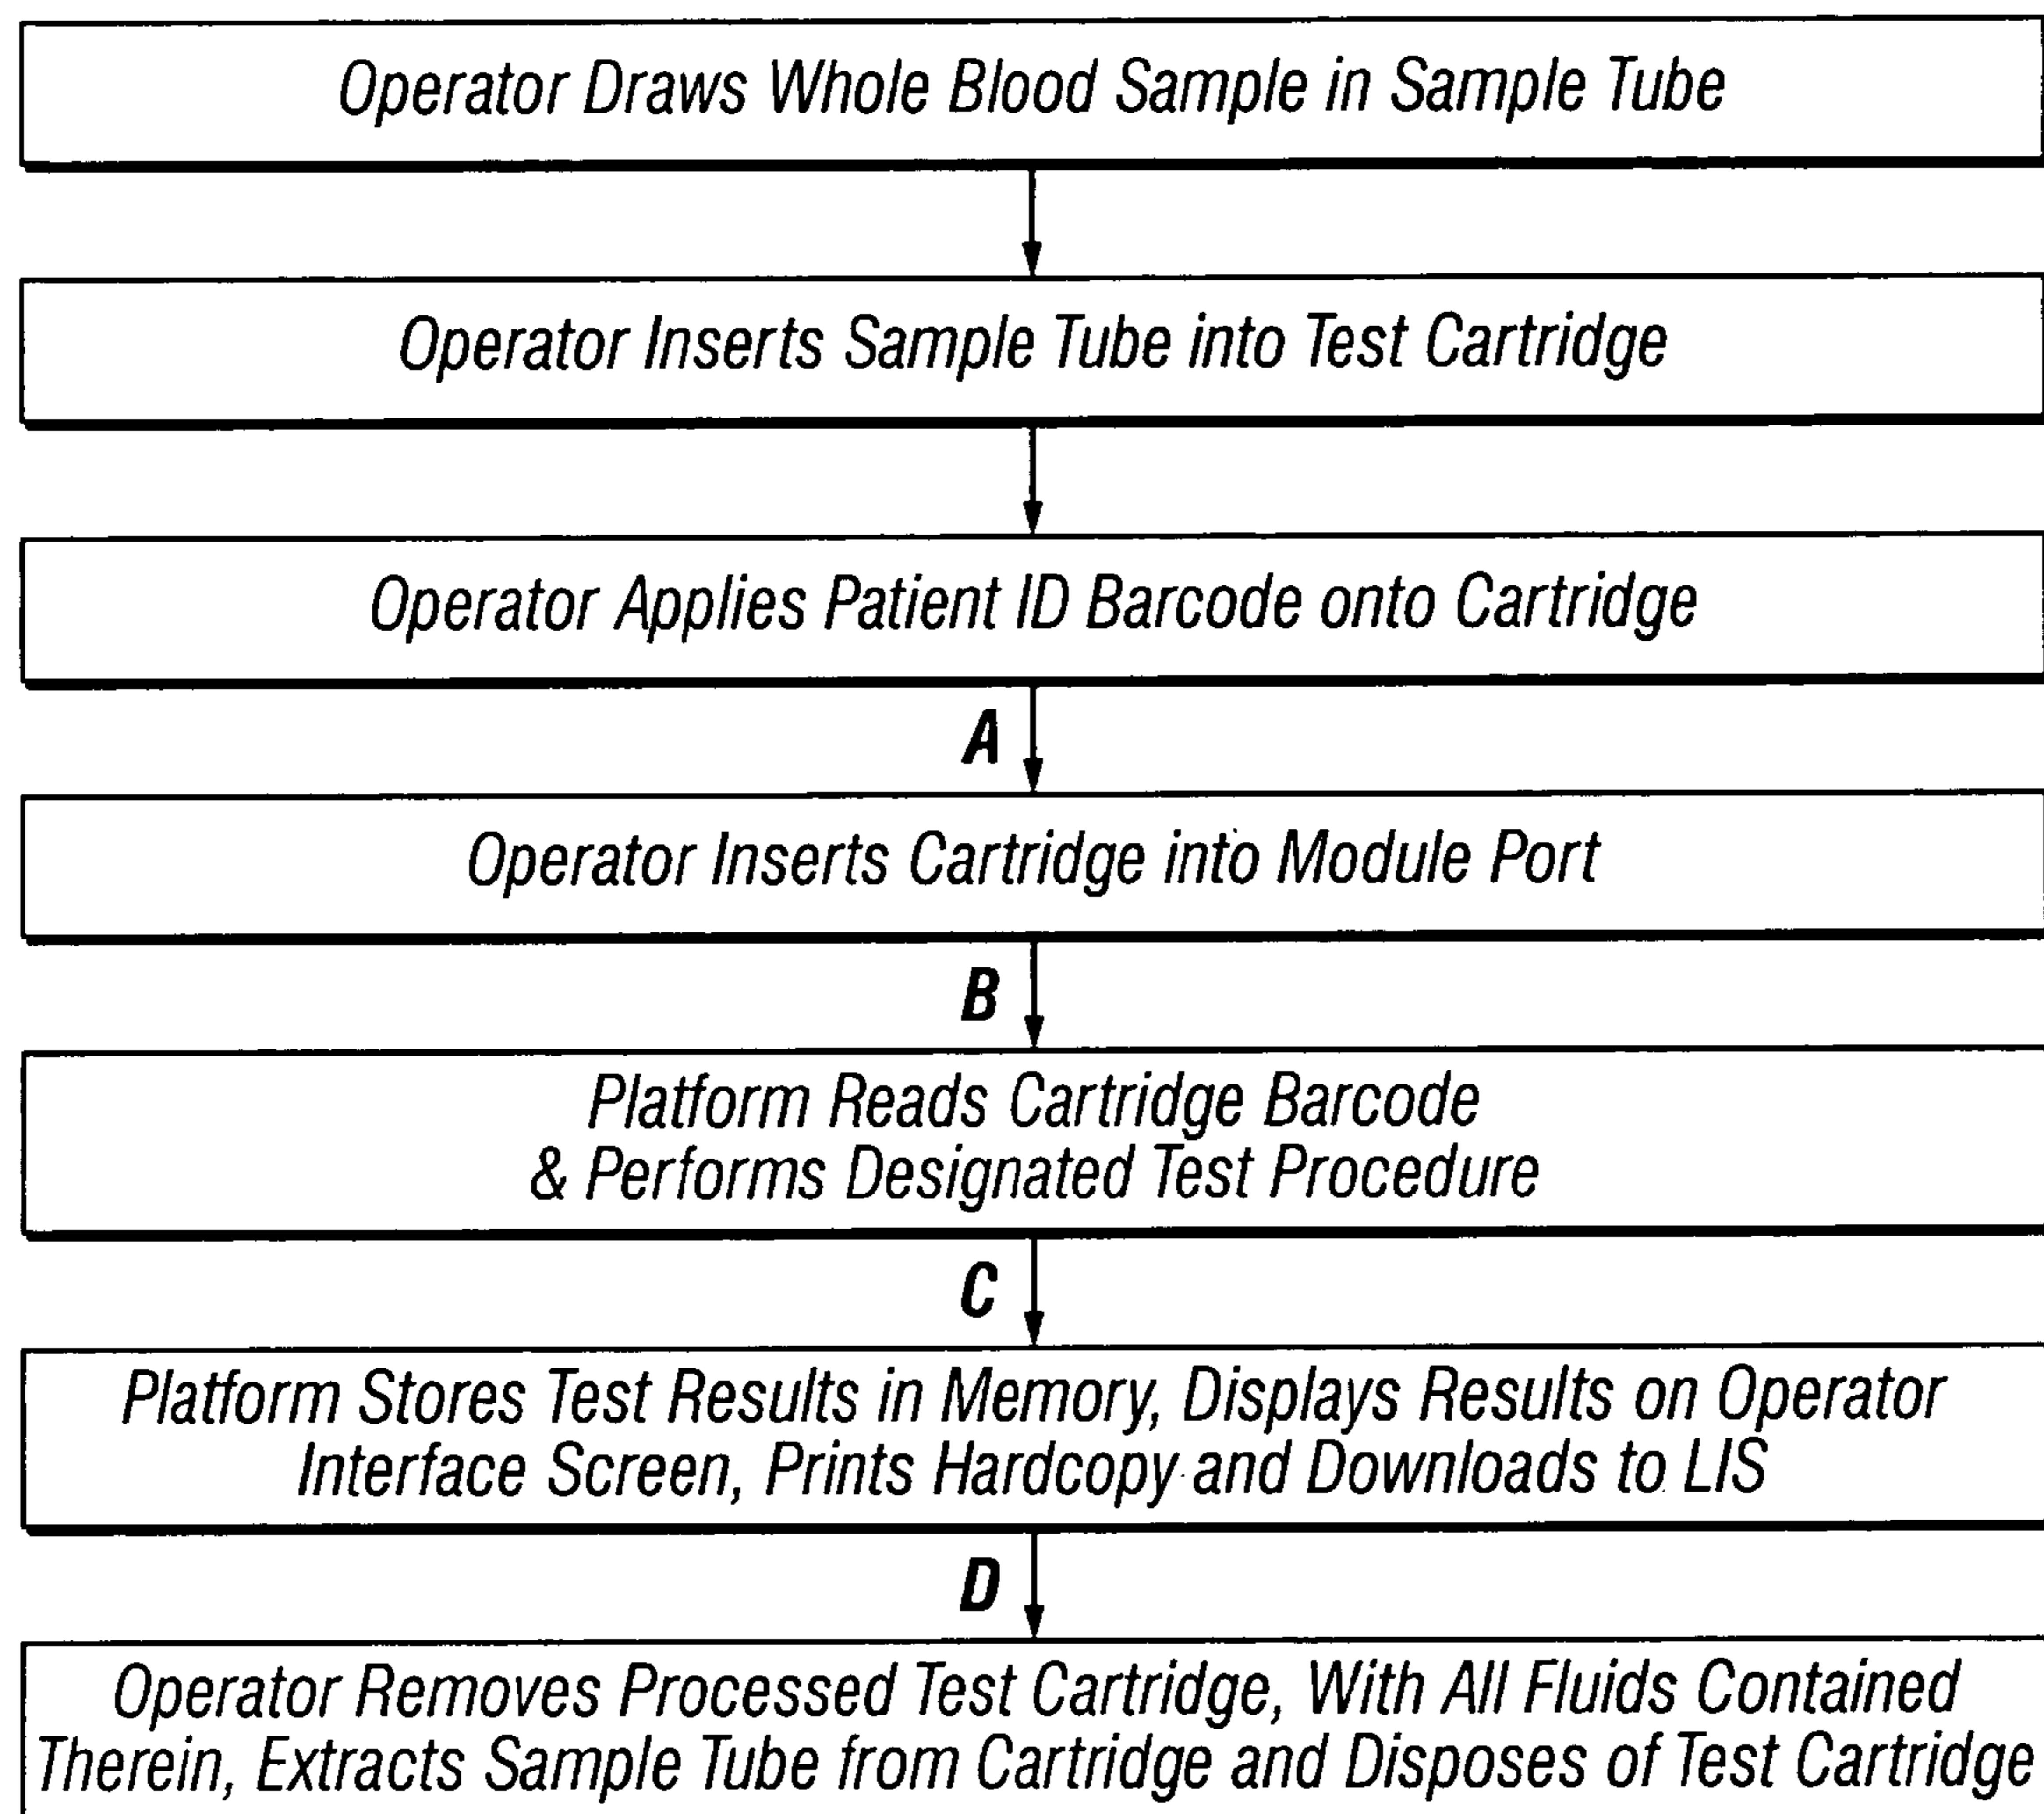 Operator Draws Whole Blood Sample in Sample Tube
Operator Inserts Sample Tube into Test Cartridge
Operator Applies Patient ID Barcode onto Cartridge
A
Operator Inserts Cartridge into Module Port
B
Platform Reads Cartridge Barcode
& Performs Designated Test Procedure
C
Platform Stores Test Results in Memory, Displays Results on Operator
Interface Screen, Prints Hardcopy and Downloads to LIS
D
Operator Removes Processed Test Cartridge, With All Fluids Contained
Therein, Extracts Sample Tube from Cartridge and Disposes of Test Cartridge